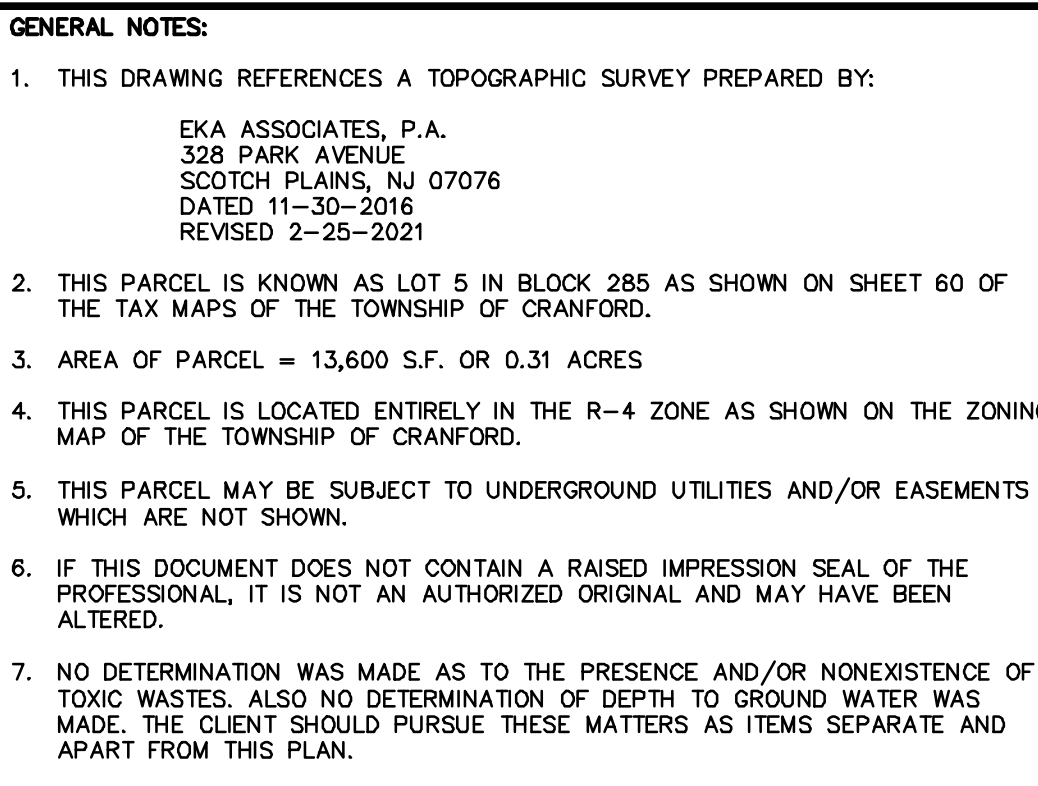 GENERAL NOTES:
1. THIS DRAWING REFERENCES A TOPOGRAPHIC SURVEY PREPARED BY:
EKA ASSOCIATES, P.A.
328 PARK AVENUE
SCOTCH PLAINS, NJ 07076
DATED 11-30-2016
REVISED 2-25-2021
2. THIS PARCEL IS KNOWN AS LOT 5 IN BLOCK 285 AS SHOWN ON SHEET 60 OF
THE TAX MAPS OF THE TOWNSHIP OF CRANFORD.
3. AREA OF PARCEL = 13,600 S.F. OR 0.31 ACRES
4. THIS PARCEL IS LOCATED ENTIRELY IN THE R-4 ZONE AS SHOWN ON THE ZONING
MAP OF THE TOWNSHIP OF CRANFORD.
5. THIS PARCEL MAY BE SUBJECT TO UNDERGROUND UTILITIES AND/OR EASEMENTS
WHICH ARE NOT SHOWN.
6. IF THIS DOCUMENT DOES NOT CONTAIN A RAISED IMPRESSION SEAL OF THE
PROFESSIONAL, IT IS NOT AN AUTHORIZED ORIGINAL AND MAY HAVE BEEN
ALTERED.
7. NO DETERMINATION WAS MADE AS TO THE PRESENCE AND/OR NONEXISTENCE OF
TOXIC WASTES. ALSO NO DETERMINATION OF DEPTH TO GROUND WATER WAS
MADE. THE CLIENT SHOULD PURSUE THESE MATTERS AS ITEMS SEPARATE AND
APART FROM THIS PLAN.